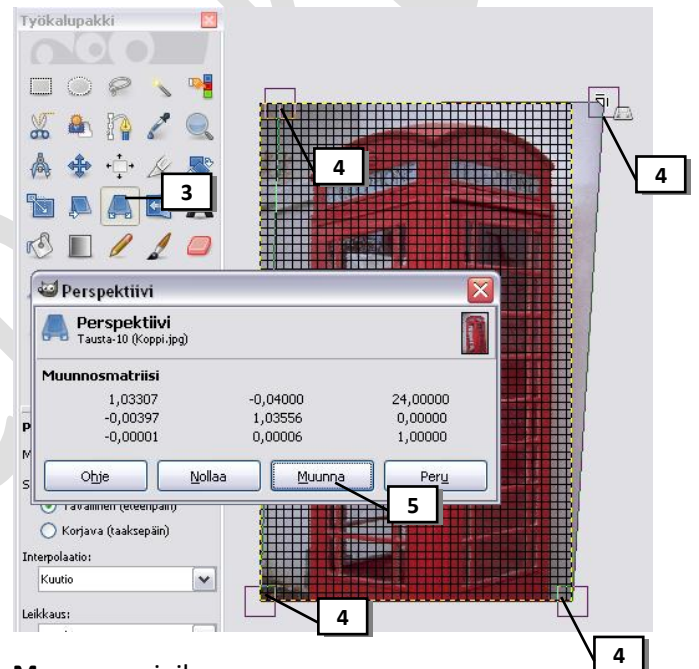 Työkalupakki
4
4
3
Perspektiivi
Perspektiivi
Tausta-10 (Koppi.jpg)
Muunnosmatriisi
1,03307 -0,04000 24,00000
-0,00397 1,03556 0,00000
-0,00001 0,00006 1,00000
Ohje Nollaa Muunna Peru
5
Tavallinen (eteenpäin)
Korjava (taaksepäin)
Interpolaatio:
Kuutio
Leikkaus:
4
4